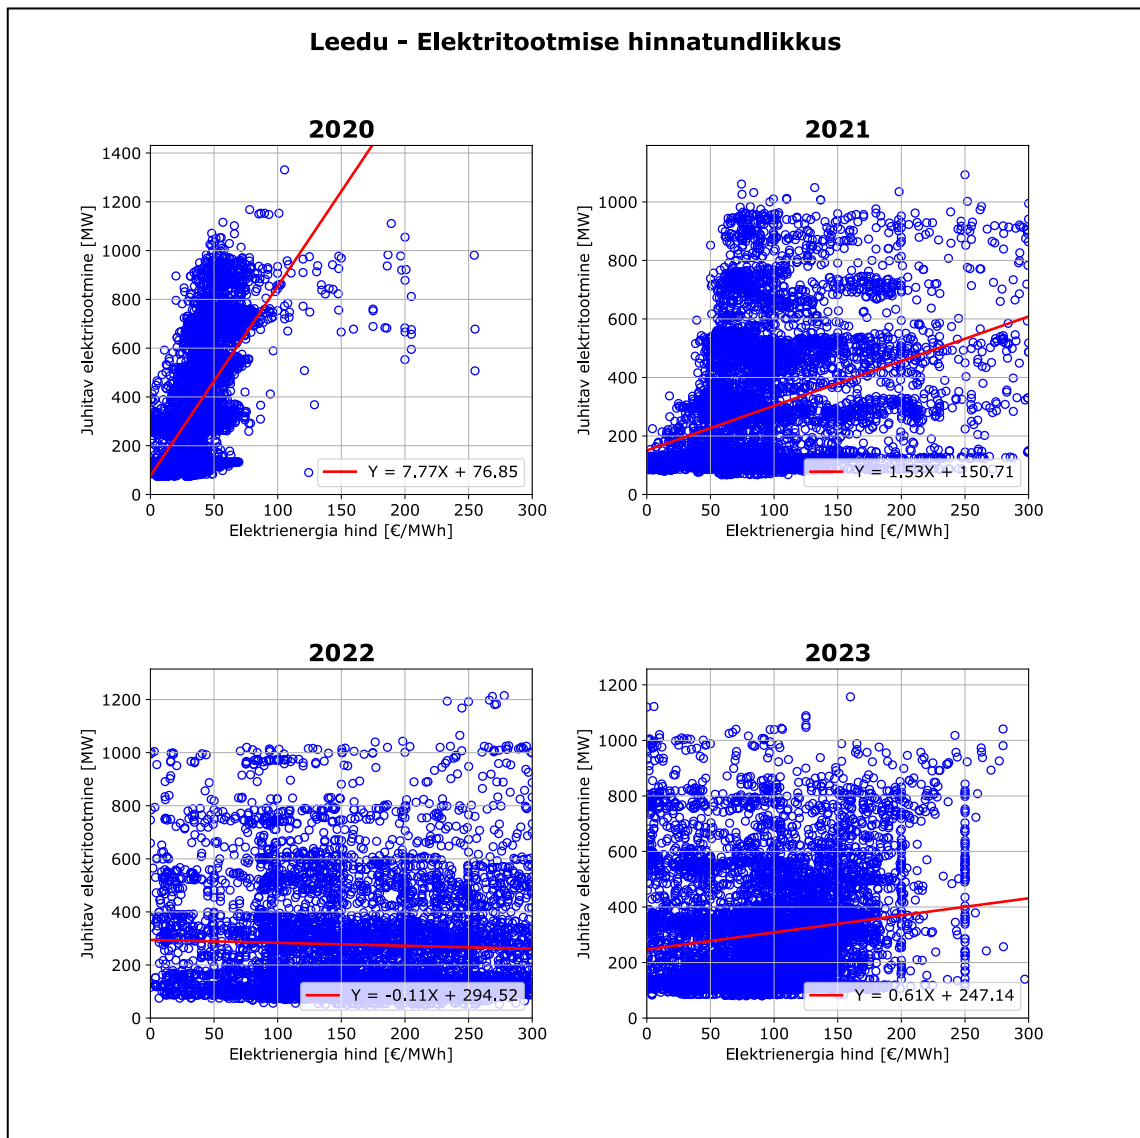 Leedu - Elektritootmise hinnatundlikkus
2020
Juhitav elektritootmine [MW]
1400
1200
1000
800
600
400
200
0
Y = 7.77X + 76.85
0 50 100 150 200 250 300
Elektrienergia hind [€/MWh]
2021
Juhitav elektritootmine [MW]
1000
800
600
400
200
0
Y = 1.53X + 150.71
0 50 100 150 200 250 300
Elektrienergia hind [€/MWh]
2022
Juhitav elektritootmine [MW]
1200
1000
800
600
400
200
0
Y = -0.11X + 294.52
0 50 100 150 200 250 300
Elektrienergia hind [€/MWh]
2023
Juhitav elektritootmine [MW]
1200
1000
800
600
400
200
0
Y = 0.61X + 247.14
0 50 100 150 200 250 300
Elektrienergia hind [€/MWh]